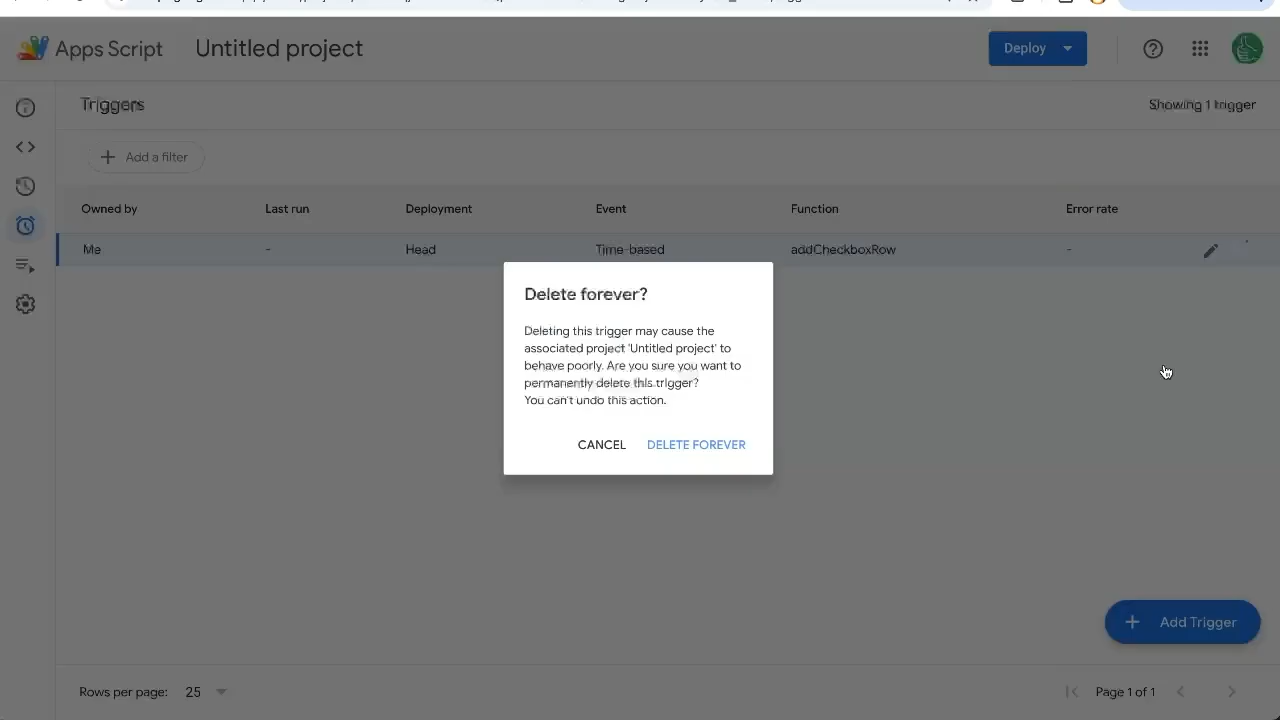 Apps Script
Untitled project
Deploy
Triggers
Showing 1 trigger
Add a filter
Owned by
Last run
Deployment
Event
Function
Error rate
Me
-
Head
Time-based
addCheckboxRow
-
Delete forever?
Deleting this trigger may cause the
associated project 'Untitled project' to
behave poorly. Are you sure you want to
permanently delete this trigger?
You can't undo this action.
CANCEL
DELETE FOREVER
Add Trigger
Rows per page:
25
Page 1 of 1